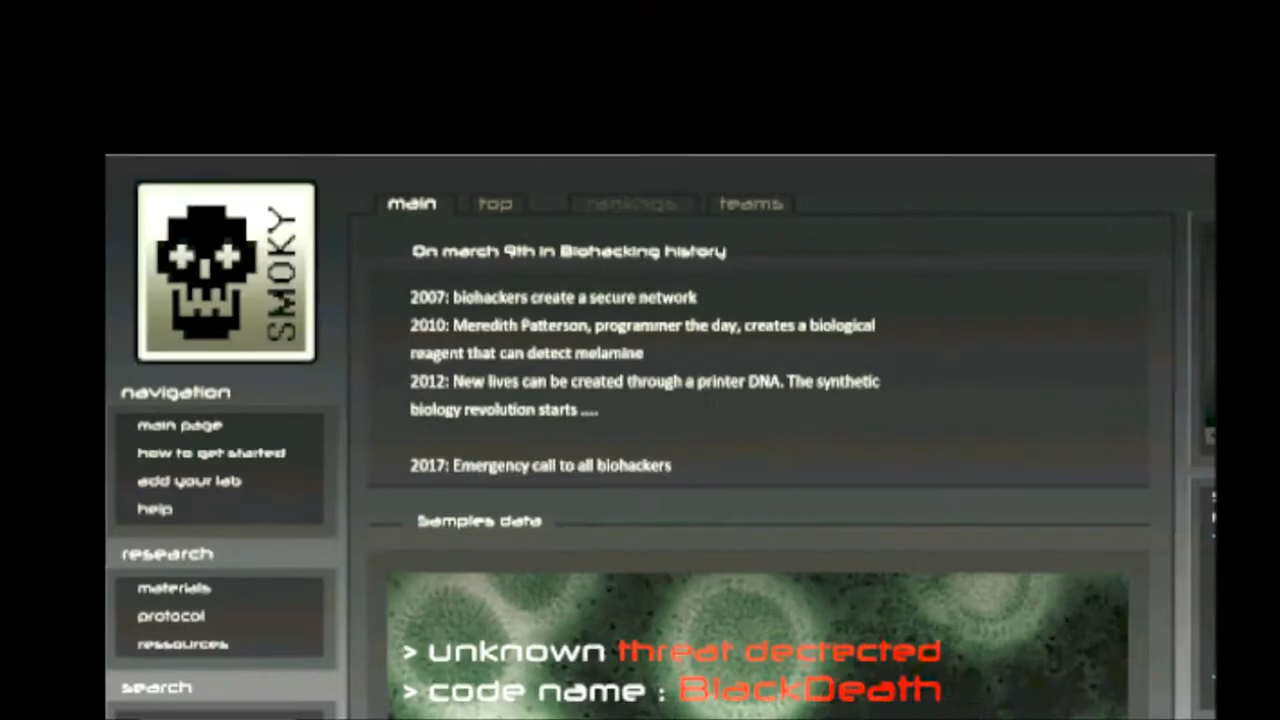 SMOKY
main
top
rankings
teams
On march 9th in Biohacking history
2007: biohackers create a secure network
2010: Meredith Patterson, programmer the day, creates a biological
reagent that can detect melamine
2012: New lives can be created through a printer DNA. The synthetic
biology revolution starts ....
2017: Emergency call to all biohackers
navigation
main page
how to get started
add your lab
help
research
materials
protocol
ressources
search
Samples data
> unknown threat dectected
> code name : BlackDeath